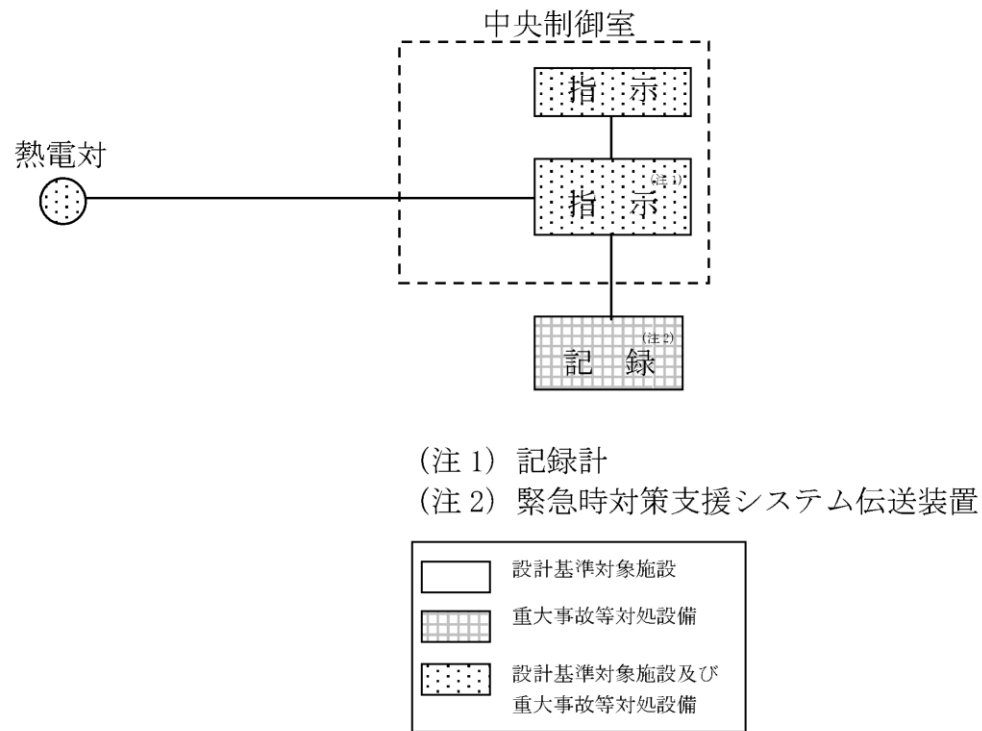 中央制御室
指 示
熱電対
指 示 (注1)
記 録 (注2)
(注 1) 記録計
(注 2) 緊急時対策支援システム伝送装置
設計基準対象施設
重大事故等対処設備
設計基準対象施設及び
重大事故等対処設備